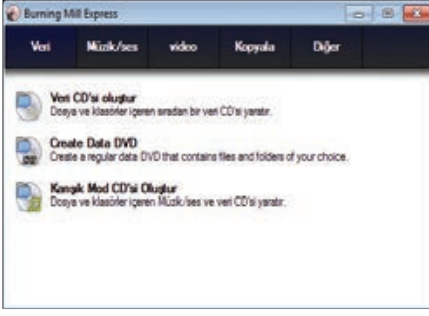 Burning Mill Express
Veri Müzik/ses video Kopyala Diğer
Veri CD'si oluştur
Dosya ve klasörler içeren sıradan bir veri CD'si yaratır.
Create Data DVD
Create a regular data DVD that contains files and folders of your choice.
Karışık Mod CD'si Oluştur
Dosya ve klasörler içeren Müzik/ses ve veri CD'si yaratır.